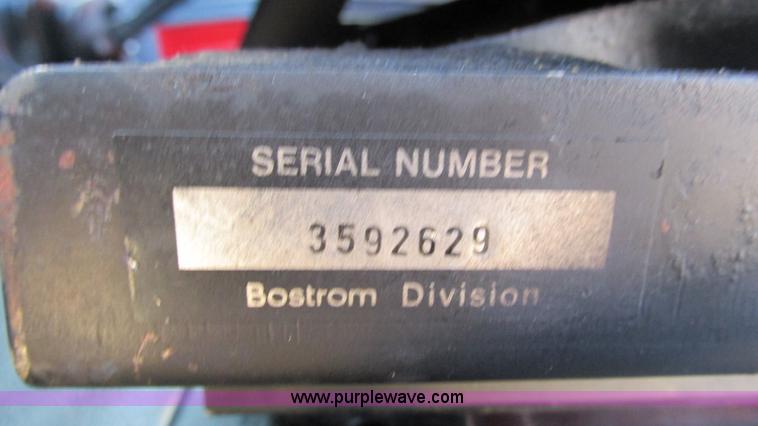 SERIAL NUMBER
3592629
Bostrom Division
www.purplewave.com